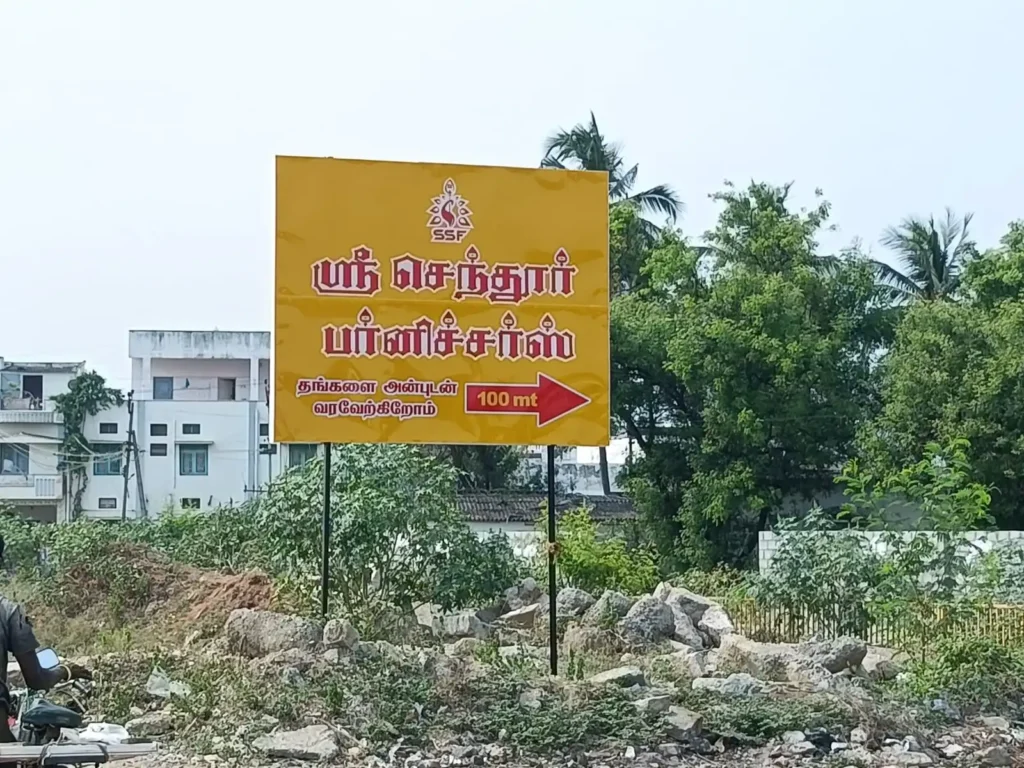 SSF
ஸ்ரீ செந்தூர்
பர்னிச்சர்ஸ்
தங்களை அன்புடன்
வரவேற்கிறோம்
100 mt